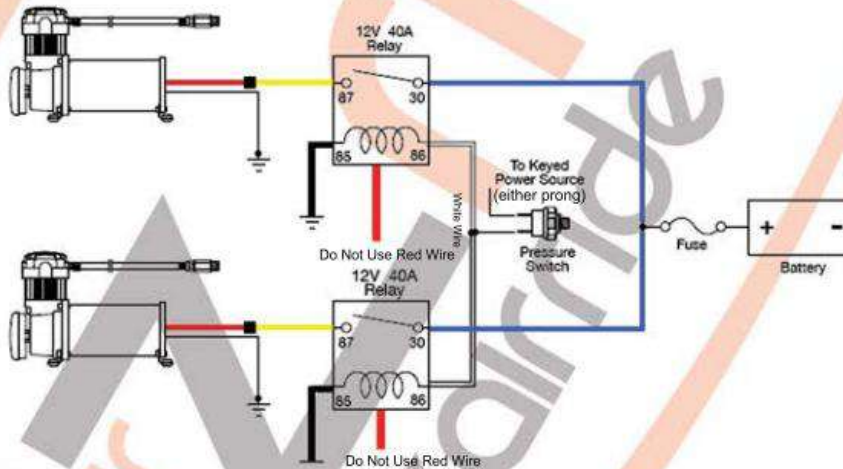 12V 40A
Relay
87
30
85
86
To Keyed
Power Source
(either prong)
White Wire
Pressure
Switch
Do Not Use Red Wire
Fuse
+
-
Battery
12V 40A
Relay
87
30
85
86
Do Not Use Red Wire
airride